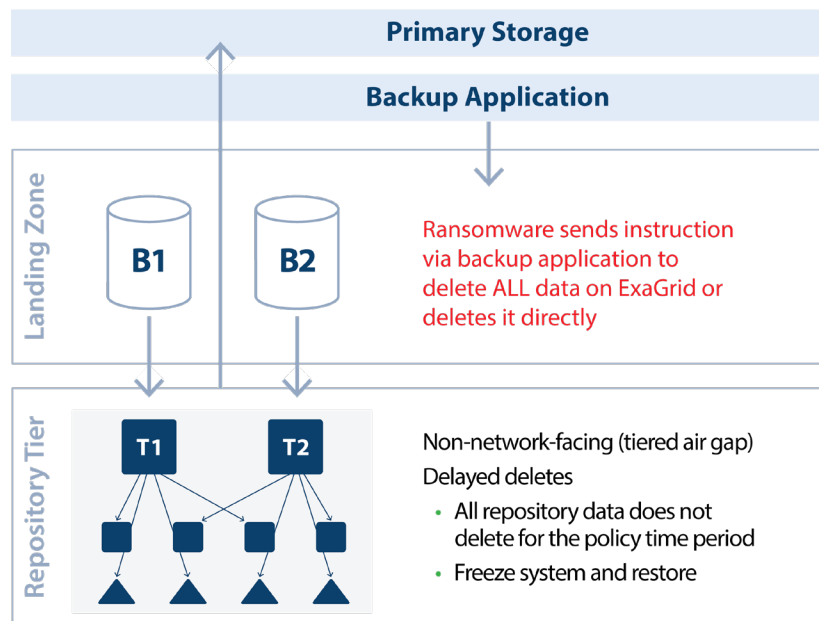 Primary Storage
Backup Application
Landing Zone
B1
B2
Ransomware sends instruction
via backup application to
delete ALL data on ExaGrid or
deletes it directly
Repository Tier
T1
T2
Non-network-facing (tiered air gap)
Delayed deletes
• All repository data does not
delete for the policy time period
• Freeze system and restore